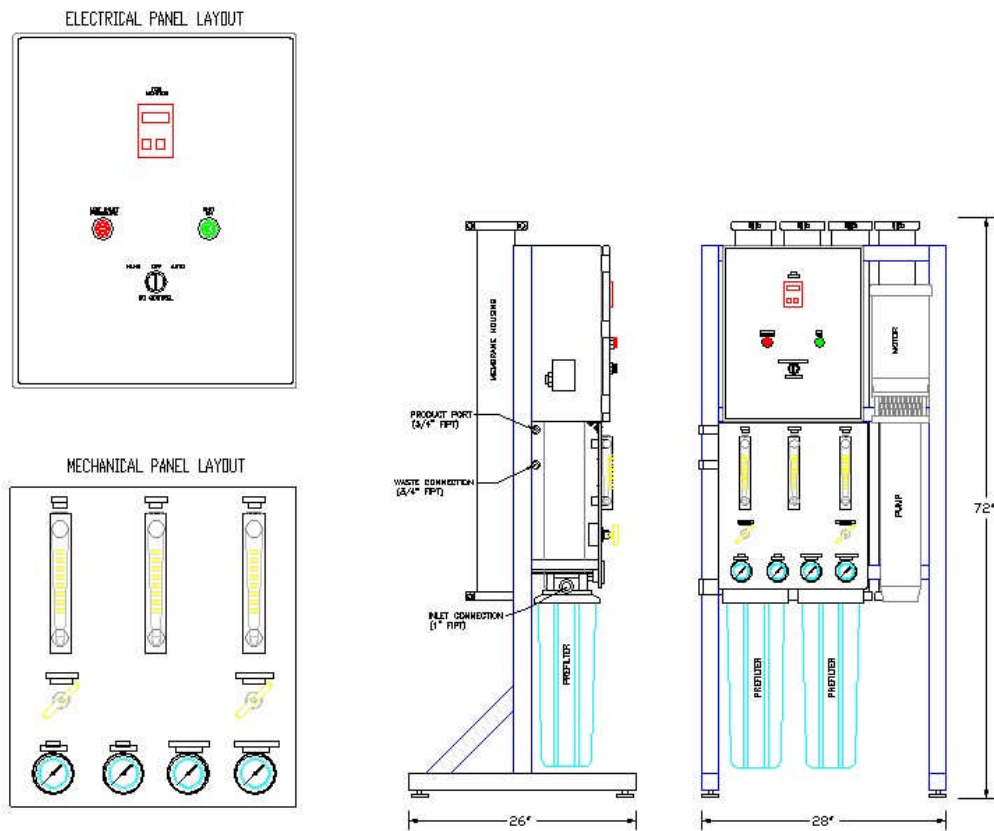 ELECTRICAL PANEL LAYOUT
HAND OFF AUTO
RO CONTROL
MECHANICAL PANEL LAYOUT
MEMBRANE HOUSING
PRODUCT PORT
(3/4" FIPT)
WASTE CONNECTION
(3/4" FIPT)
INLET CONNECTION
(1" FIPT)
PREFILTER
26"
MOTOR
PUMP
PREFILTER
PREFILTER
72"
28"